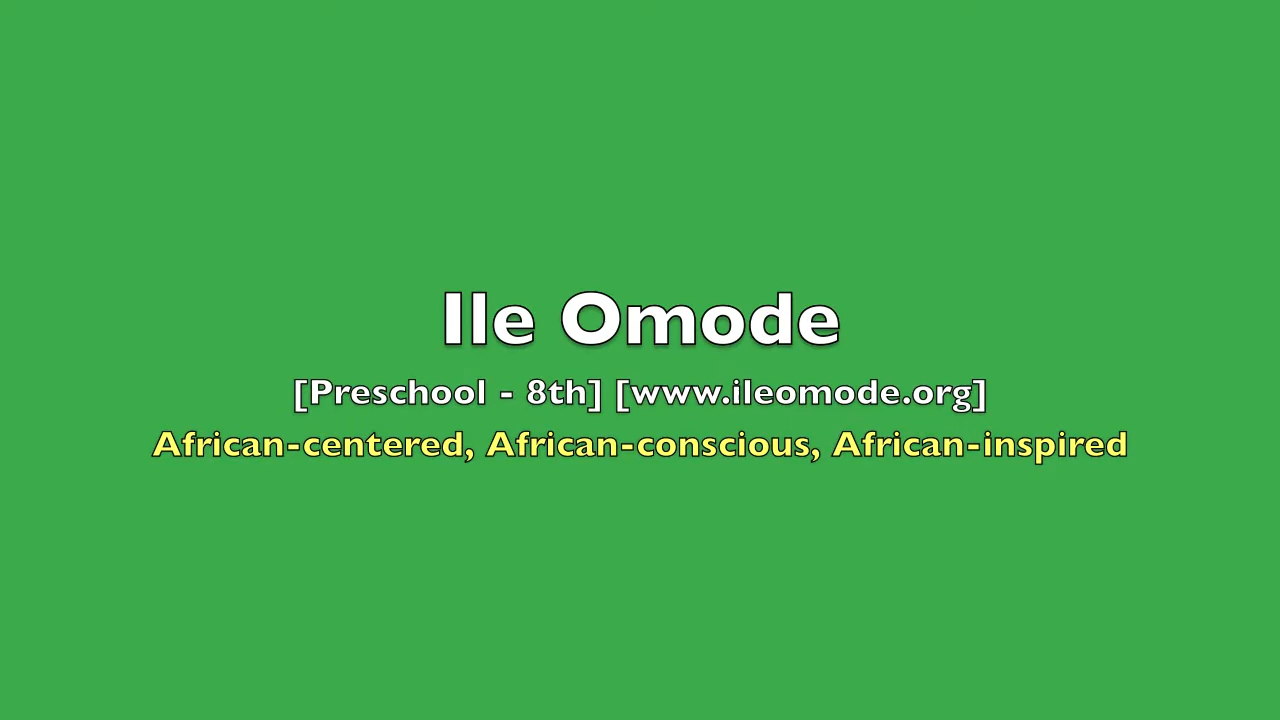 Ile Omode
[Preschool - 8th] [www.ileomode.org]
African-centered, African-conscious, African-inspired